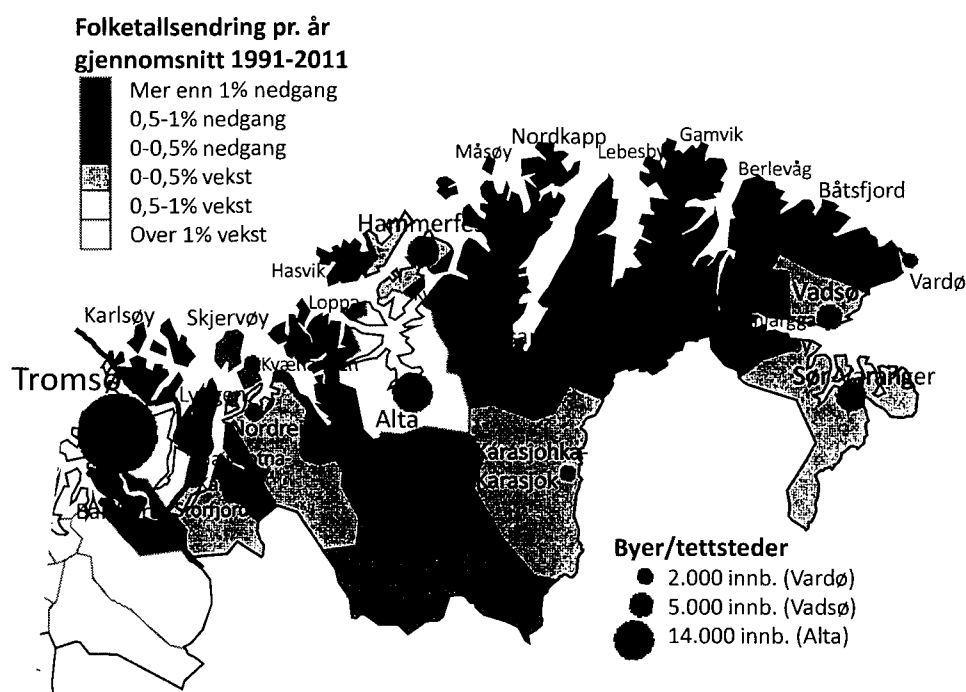 Folketallsendring pr. år
gjennomsnitt 1991-2011
Mer enn 1% nedgang
0,5-1% nedgang
0-0,5% nedgang
0-0,5% vekst
0,5-1% vekst
Over 1% vekst
Nordkapp
Gamvik
Måsøy
Lebesby
Berlevåg
Båtsfjord
Hammerfes
Hasvik
Vardø
Vadsø
Loppa
Karlsøy
Skjervøy
Tromsø
Sør-Varanger
Alta
Nordre
Karasjohka-
Karasjok
Storfjord
Byer/tettsteder
2.000 innb. (Vardø)
5.000 innb. (Vadsø)
14.000 innb. (Alta)